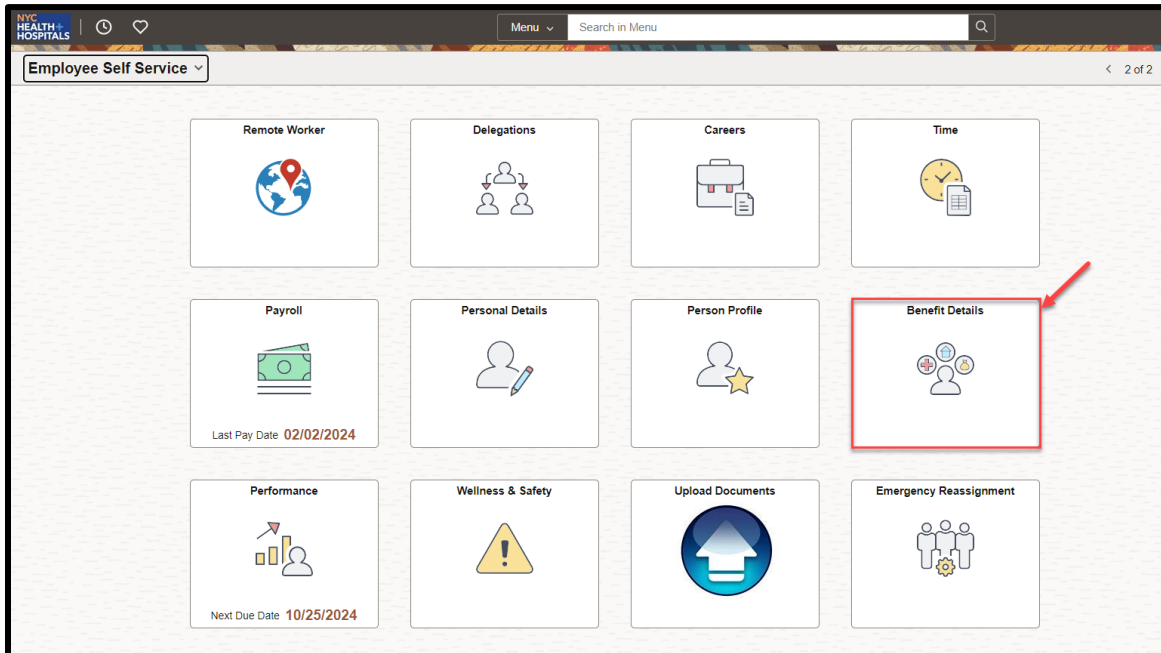 NYC
HEALTH+
HOSPITALS
Menu
Search in Menu
Employee Self Service
2 of 2
Remote Worker
Delegations
Careers
Time
Payroll
Last Pay Date 02/02/2024
Personal Details
Person Profile
Benefit Details
Performance
Next Due Date 10/25/2024
Wellness & Safety
Upload Documents
Emergency Reassignment